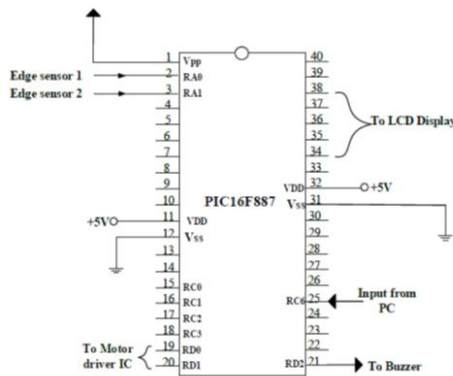 1 Vpp 40
Edge sensor 1 2 RA0 39
Edge sensor 2 3 RA1 38
4 37
5 36 To LCD Display
6 35
7 34
8 33
9 VDD 32 +5V
10 PIC16F887 Vss 31
+5V 11 VDD 30
12 Vss 29
13 28
14 27
15 RC0 26
16 RC1 RC6 25 Input from PC
17 RC2 24
18 RC3 23
To Motor driver IC 19 RD0 22
20 RD1 RD2 21 To Buzzer